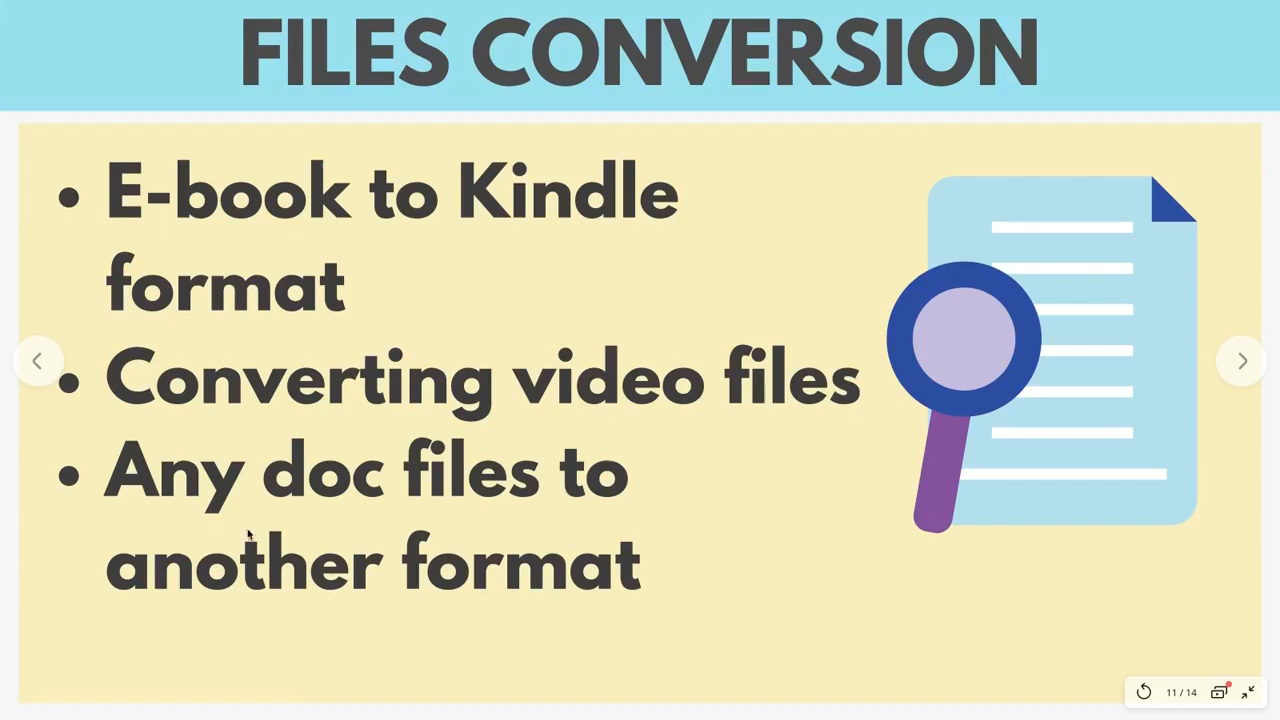 FILES CONVERSION
• E-book to Kindle
format
• Converting video files
• Any doc files to
another format
11 / 14